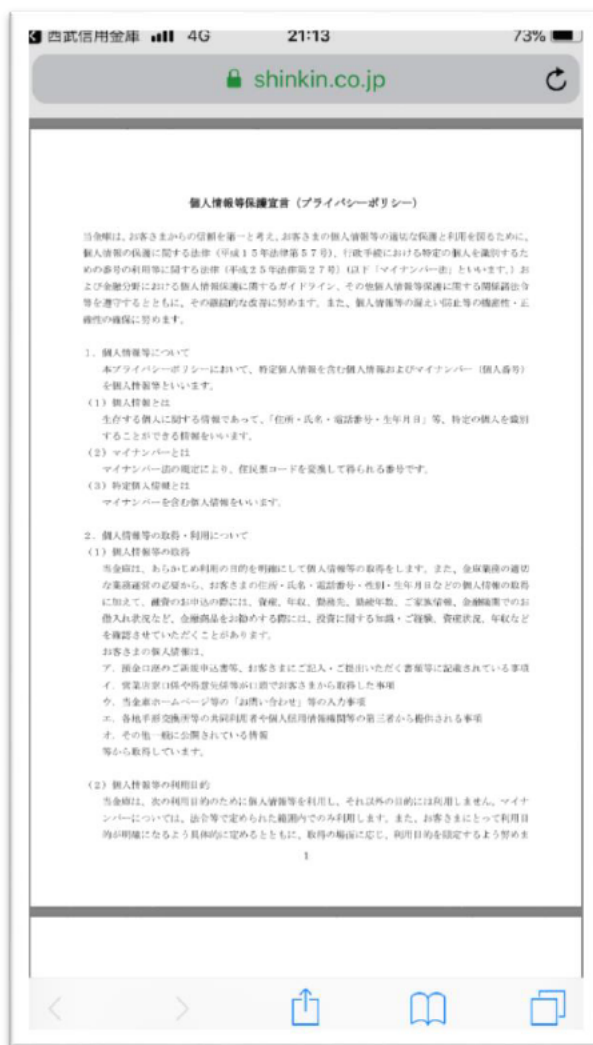 西武信用金庫 4G 21:13 73%
shinkin.co.jp
個人情報等保護宣言（プライバシーポリシー）
当金庫は、お客さまからの信頼を第一と考え、お客さまの個人情報等の適切な保護と利用を図るために、
個人情報の保護に関する法律（平成15年法律第57号）、行政手続における特定の個人を識別するた
めの番号の利用等に関する法律（平成25年法律第27号）（以下「マイナンバー法」といいます。）お
よび金融分野における個人情報保護に関するガイドライン、その他個人情報等保護に関する関係諸法令
等を遵守するとともに、その継続的な改善に努めます。また、個人情報等の漏えい防止等の機密性・正
確性の確保に努めます。
1．個人情報等について
本プライバシーポリシーにおいて、特定個人情報を含む個人情報およびマイナンバー（個人番号）
を個人情報等といいます。
（1）個人情報とは
生存する個人に関する情報であって、「住所・氏名・電話番号・生年月日」等、特定の個人を識別
することができる情報をいいます。
（2）マイナンバーとは
マイナンバー法の規定により、住民票コードを変換して得られる番号です。
（3）特定個人情報とは
マイナンバーを含む個人情報をいいます。
2．個人情報等の取得・利用について
（1）個人情報等の取得
当金庫は、あらかじめ利用の目的を明確にして個人情報等の取得をします。また、金庫業務の適切
な業務運営の必要から、お客さまの住所・氏名・電話番号・性別・生年月日などの個人情報の取得
に加えて、融資のお申込の際には、資産、年収、勤務先、勤続年数、ご家族情報、金融機関でのお
借入れ状況など、金融商品をお勧めする際には、投資に関する知識・ご経験、資産状況、年収など
を確認させていただくことがあります。
お客さまの個人情報は、
ア．預金口座のご新規申込書等、お客さまにご記入・ご提出いただく書類等に記載されている事項
イ．営業店窓口係や得意先係等が口頭でお客さまから取得した事項
ウ．当金庫ホームページ等の「お問い合わせ」等の入力事項
エ．各地手形交換所等の共同利用者や個人信用情報機関等の第三者から提供される事項
オ．その他一般に公開されている情報
等から取得しています。
（2）個人情報等の利用目的
当金庫は、次の利用目的のために個人情報等を利用し、それ以外の目的には利用しません。マイナ
ンバーについては、法令等で定められた範囲内でのみ利用します。また、お客さまにとって利用目
的が明確になるよう具体的に定めるとともに、取得の場面に応じ、利用目的を限定するよう努めま
1